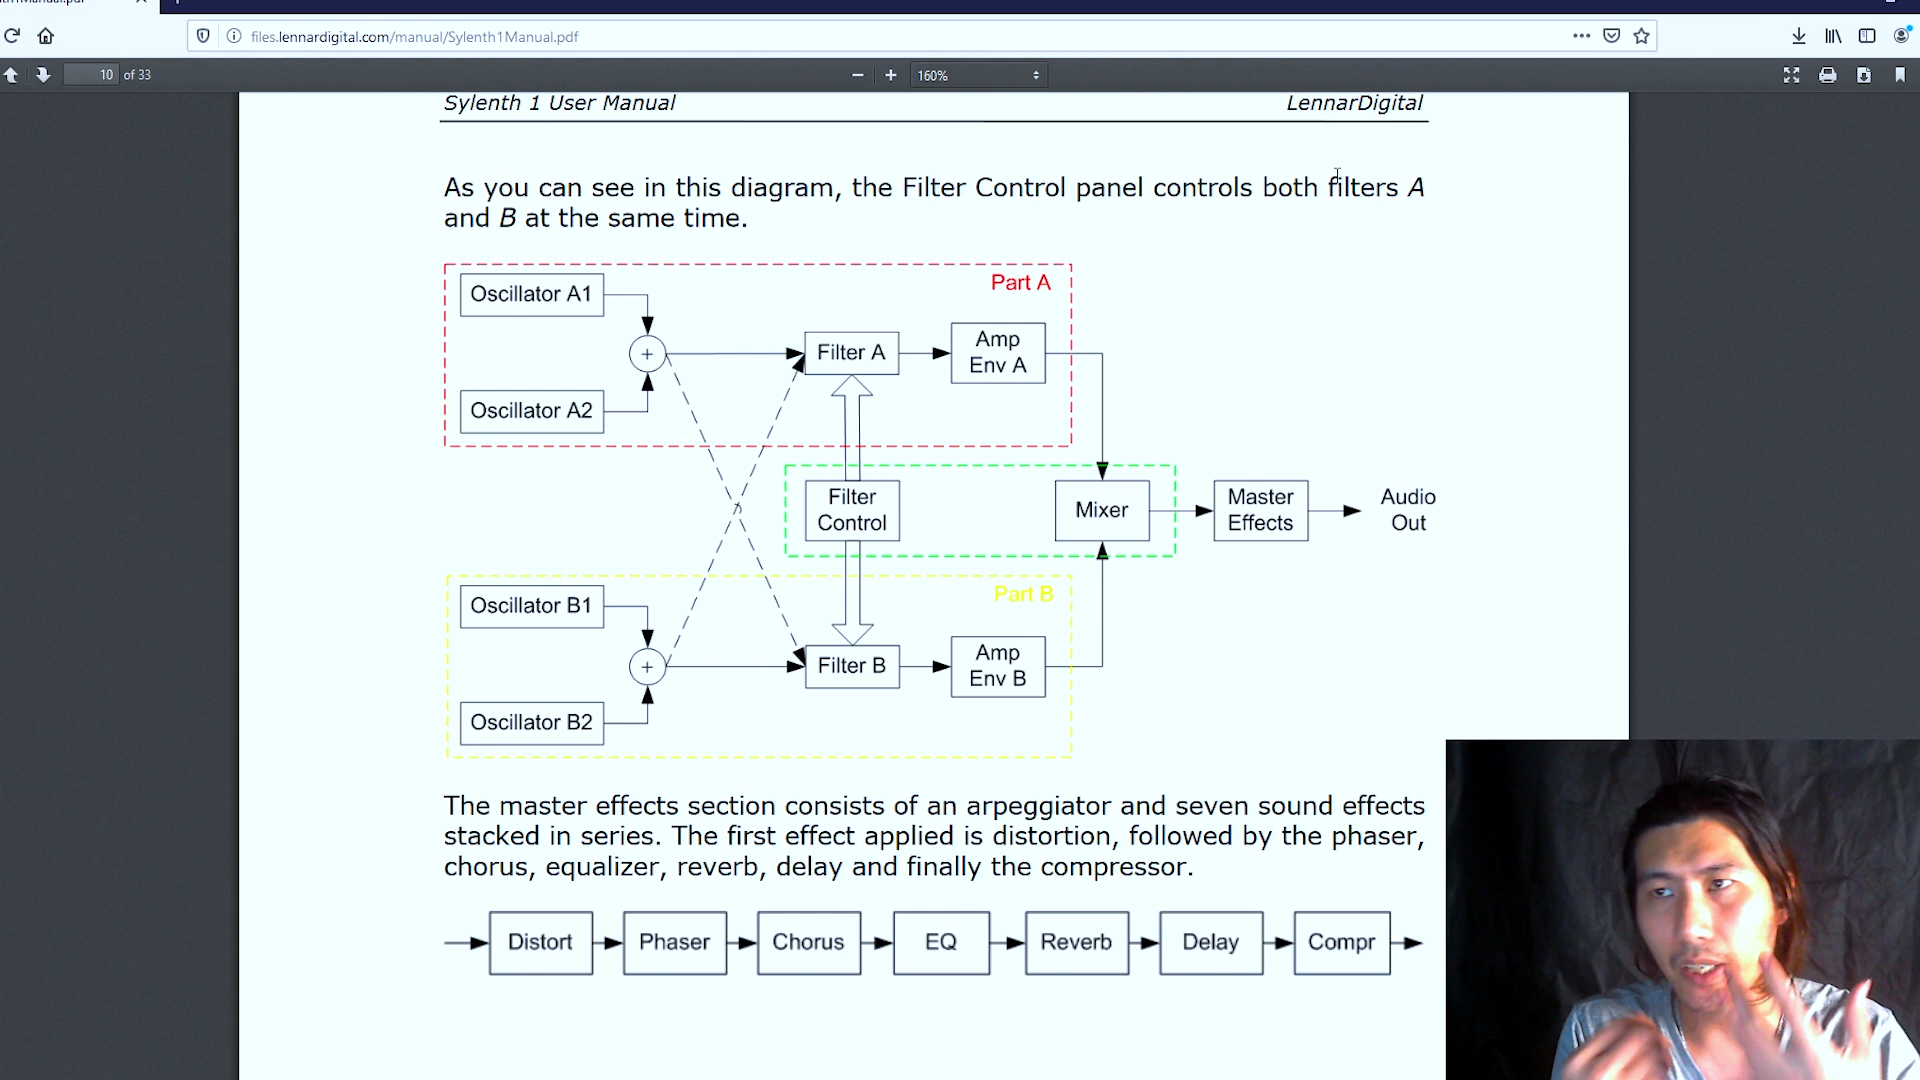 files.lennardigital.com/manual/Sylenth1Manual.pdf
10 of 33
160%
Sylenth 1 User Manual LennarDigital
As you can see in this diagram, the Filter Control panel controls both filters A
and B at the same time.
Part A
Oscillator A1
+
Filter A
Amp
Env A
Oscillator A2
Filter
Control
Mixer
Master
Effects
Audio
Out
Part B
Oscillator B1
+
Filter B
Amp
Env B
Oscillator B2
The master effects section consists of an arpeggiator and seven sound effects
stacked in series. The first effect applied is distortion, followed by the phaser,
chorus, equalizer, reverb, delay and finally the compressor.
Distort Phaser Chorus EQ Reverb Delay Compr